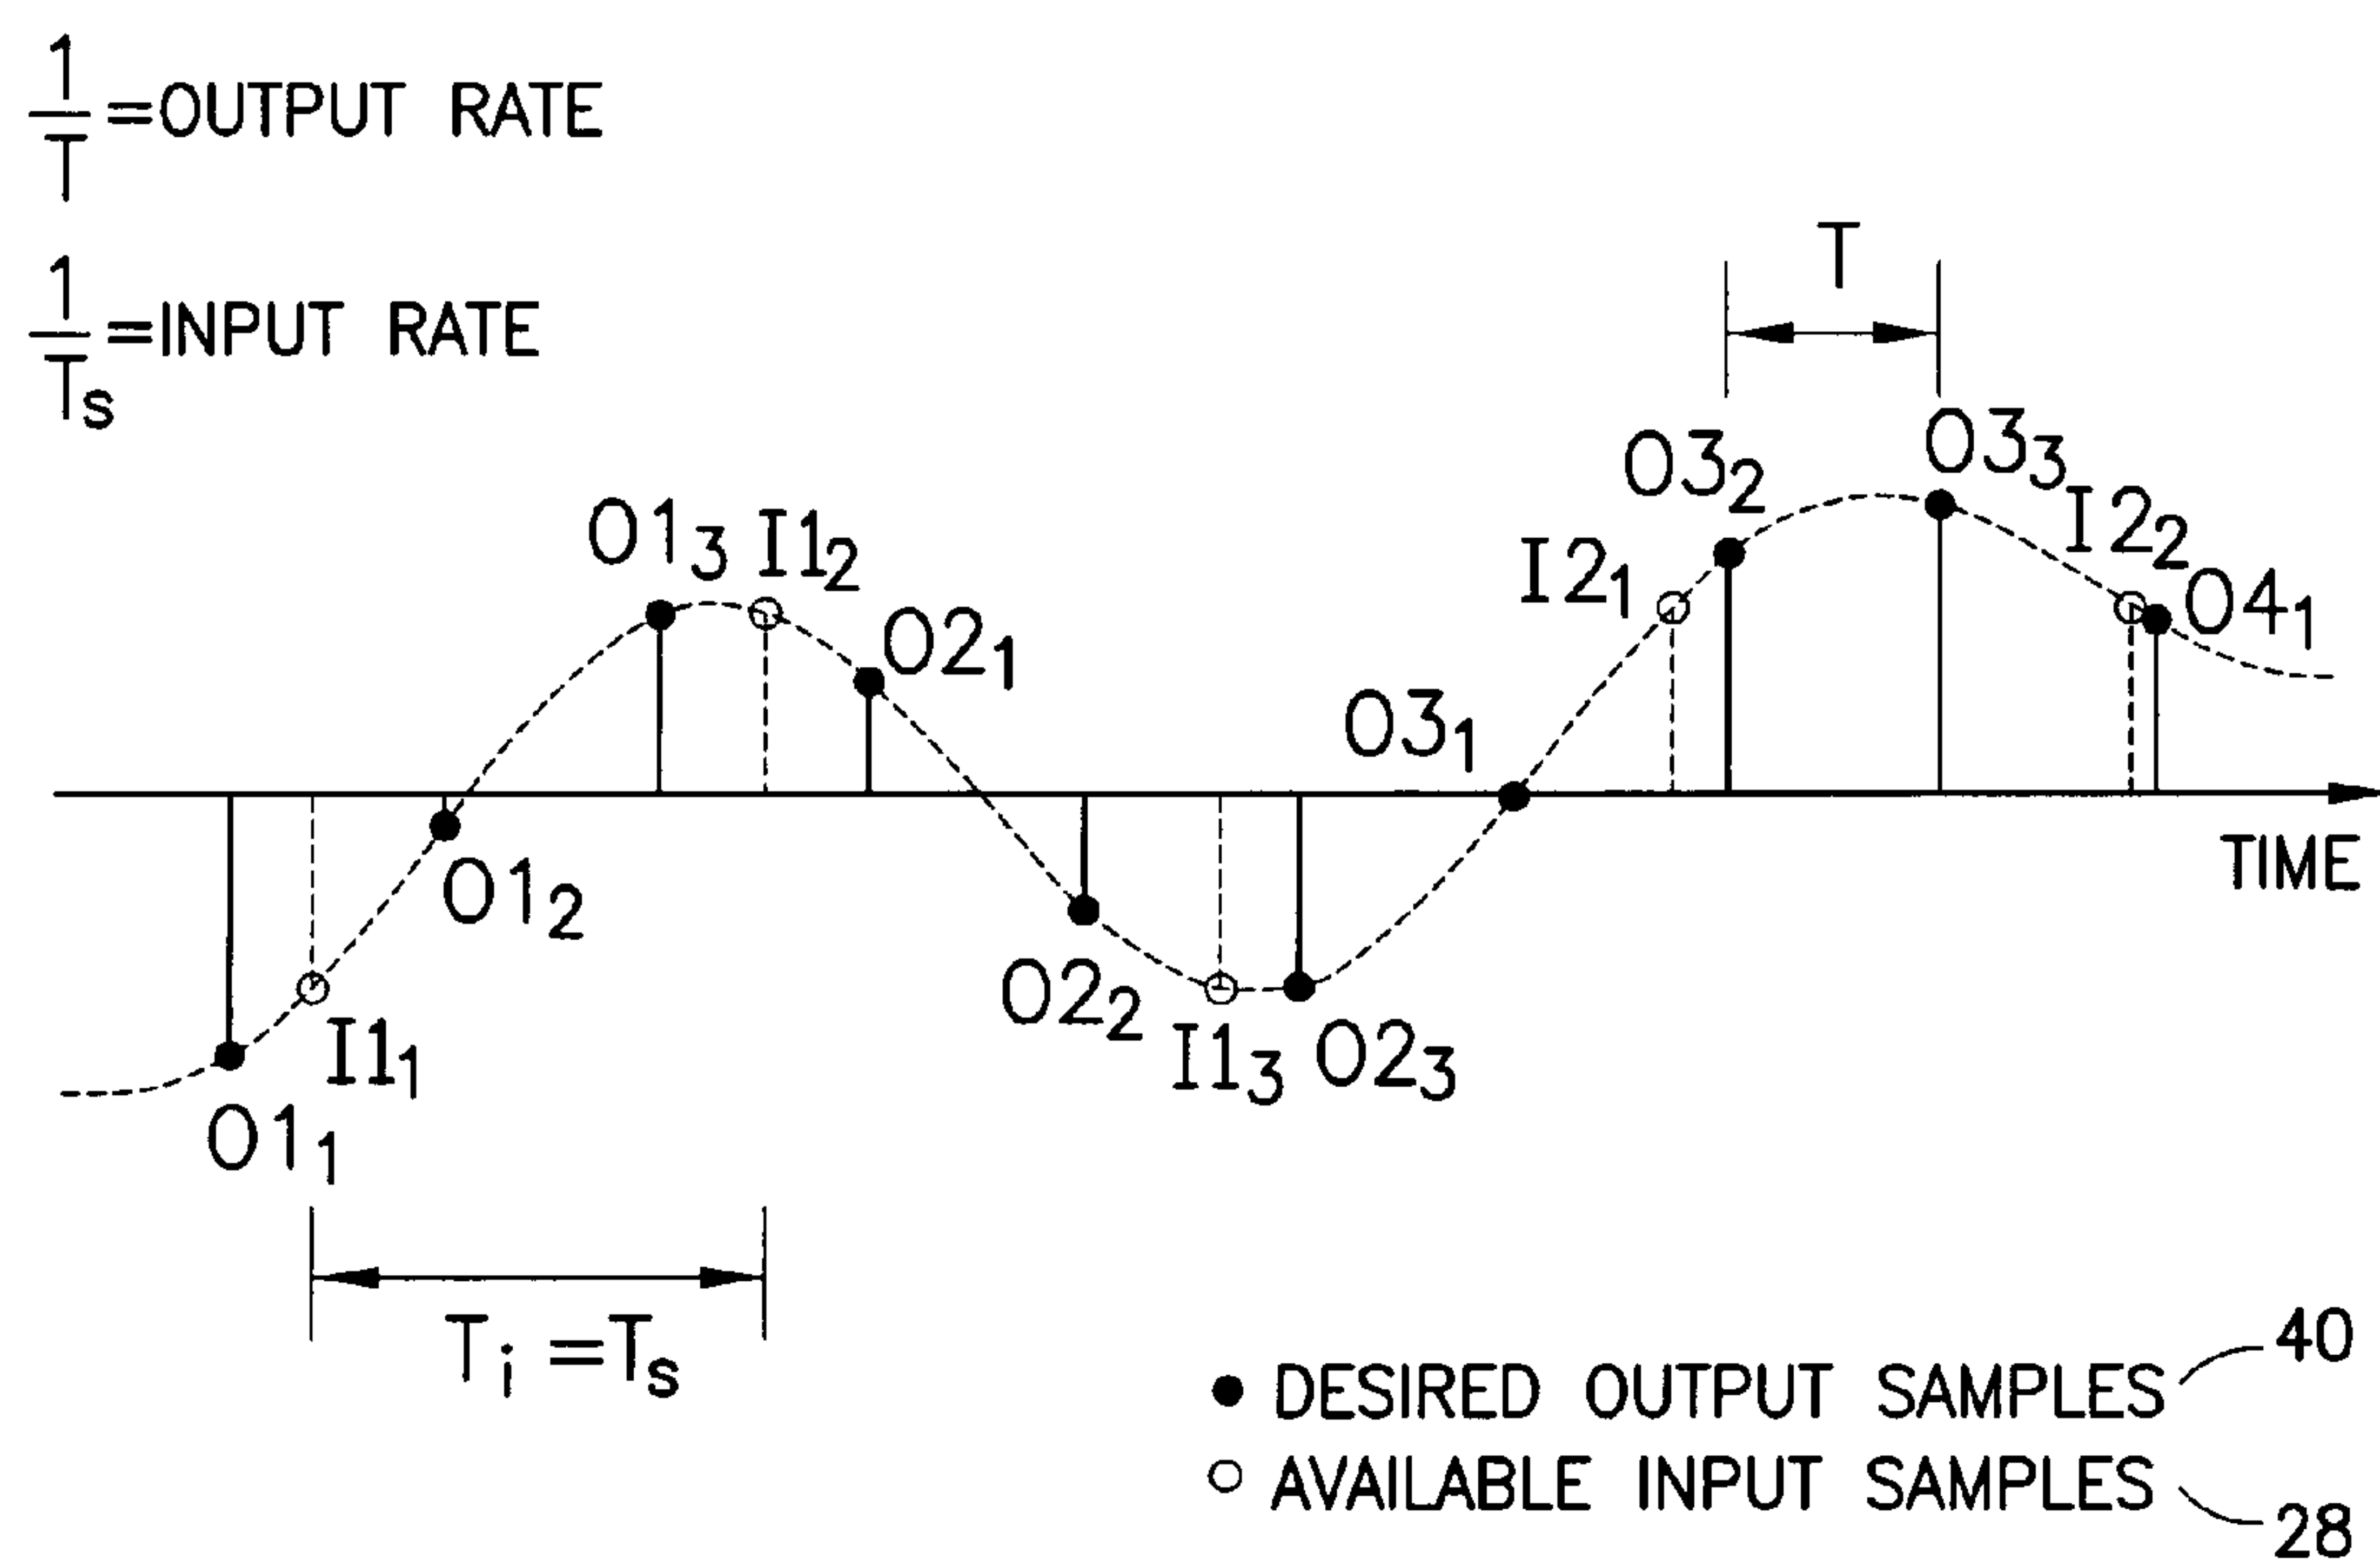 1/T =OUTPUT RATE
1/Ts =INPUT RATE
T
O3₃
O3₂
I2₂
O1₃ I1₂
I2₁
O4₁
O2₁
O3₁
TIME
O1₂
O2₂
I1₁
I1₃ O2₃
O1₁
Tᵢ =Ts
● DESIRED OUTPUT SAMPLES 40
○ AVAILABLE INPUT SAMPLES 28